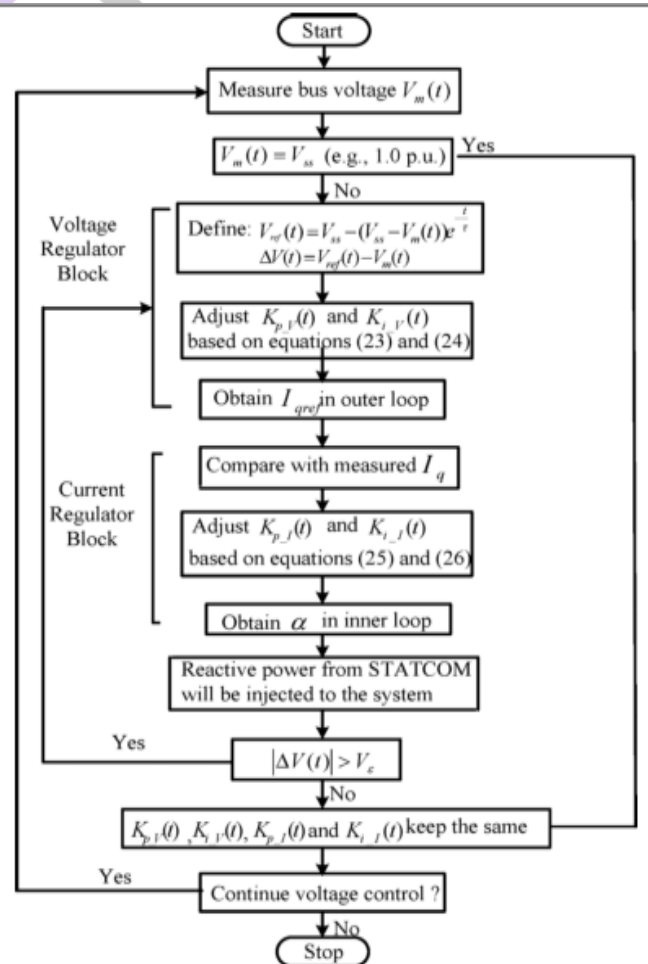 Start
Measure bus voltage V_m(t)
V_m(t) = V_ss (e.g., 1.0 p.u.)
Yes
No
Voltage
Regulator
Block
Define: V_ref(t)=V_ss−(V_ss−V_m(t))e^{−t/τ}
ΔV(t)=V_ref(t)−V_m(t)
Adjust K_p_V(t) and K_i_V(t)
based on equations (23) and (24)
Obtain I_qref in outer loop
Current
Regulator
Block
Compare with measured I_q
Adjust K_p_I(t) and K_i_I(t)
based on equations (25) and (26)
Obtain α in inner loop
Reactive power from STATCOM
will be injected to the system
Yes
|ΔV(t)| > V_ε
No
K_p_V(t), K_i_V(t), K_p_I(t) and K_i_I(t) keep the same
Yes
Continue voltage control ?
No
Stop